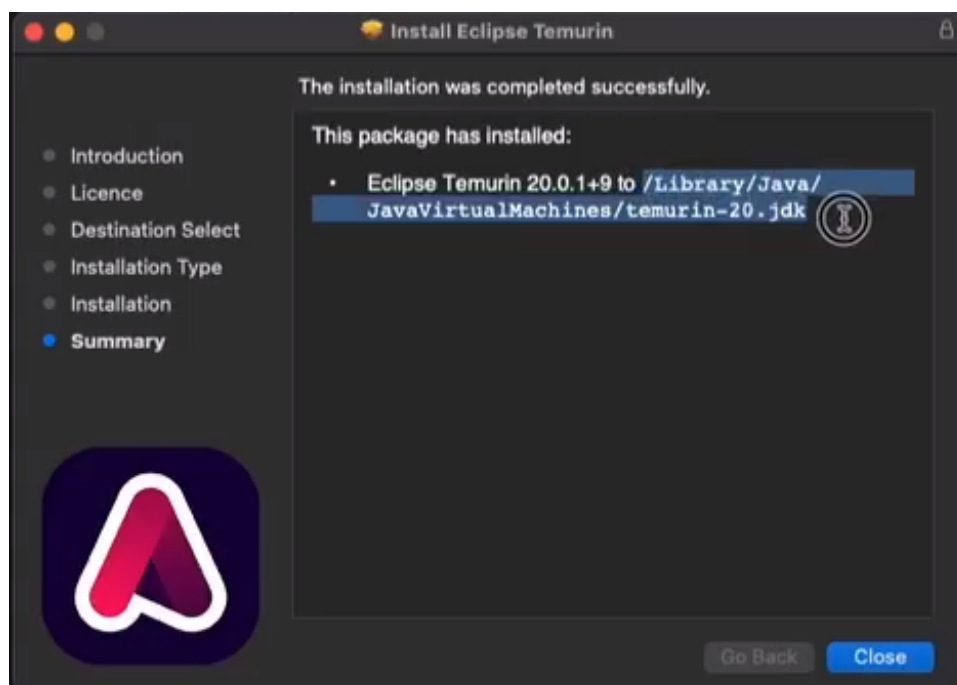 Install Eclipse Temurin
The installation was completed successfully.
Introduction
Licence
Destination Select
Installation Type
Installation
Summary
This package has installed:
• Eclipse Temurin 20.0.1+9 to /Library/Java/
JavaVirtualMachines/temurin-20.jdk
Go Back
Close